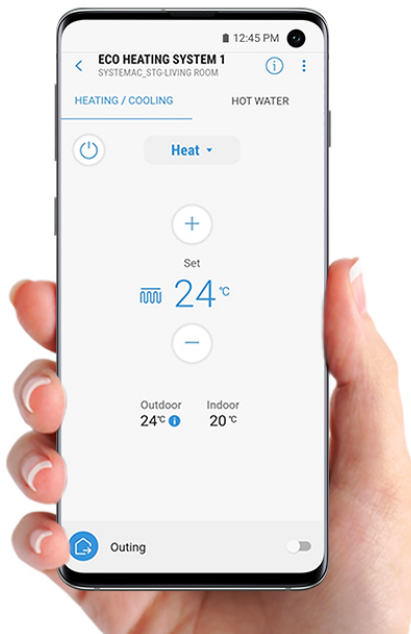 12:45 PM
ECO HEATING SYSTEM 1
SYSTEMAC_STG-LIVING ROOM
HEATING / COOLING HOT WATER
Heat
Set
24℃
Outdoor Indoor
24℃ 20℃
Outing